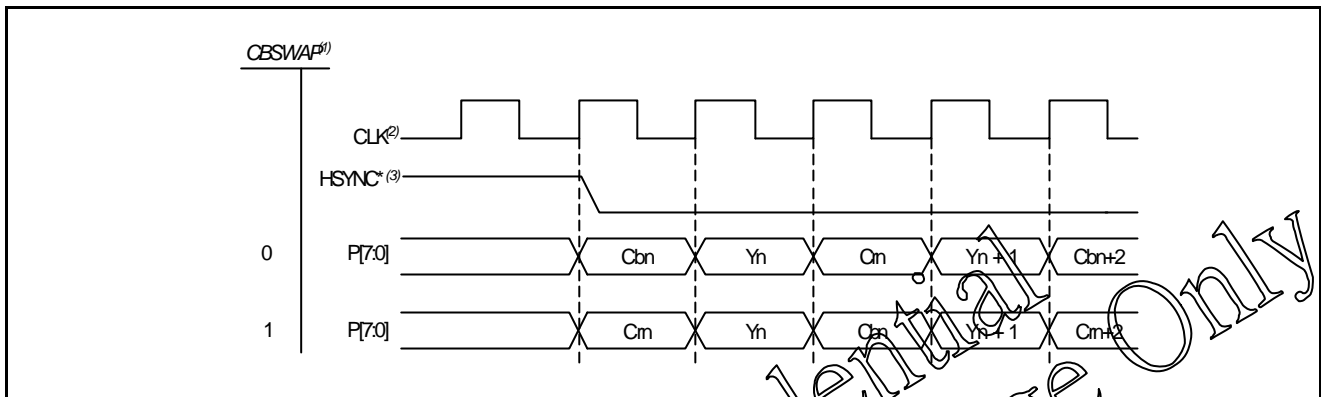 CBSWAP(1)
CLK(2)
HSYNC* (3)
0 P[7:0] Cbn Yn Crn Yn + 1 Cbn+2
1 P[7:0] Crn Yn Cbn Yn + 1 Crn+2
Only